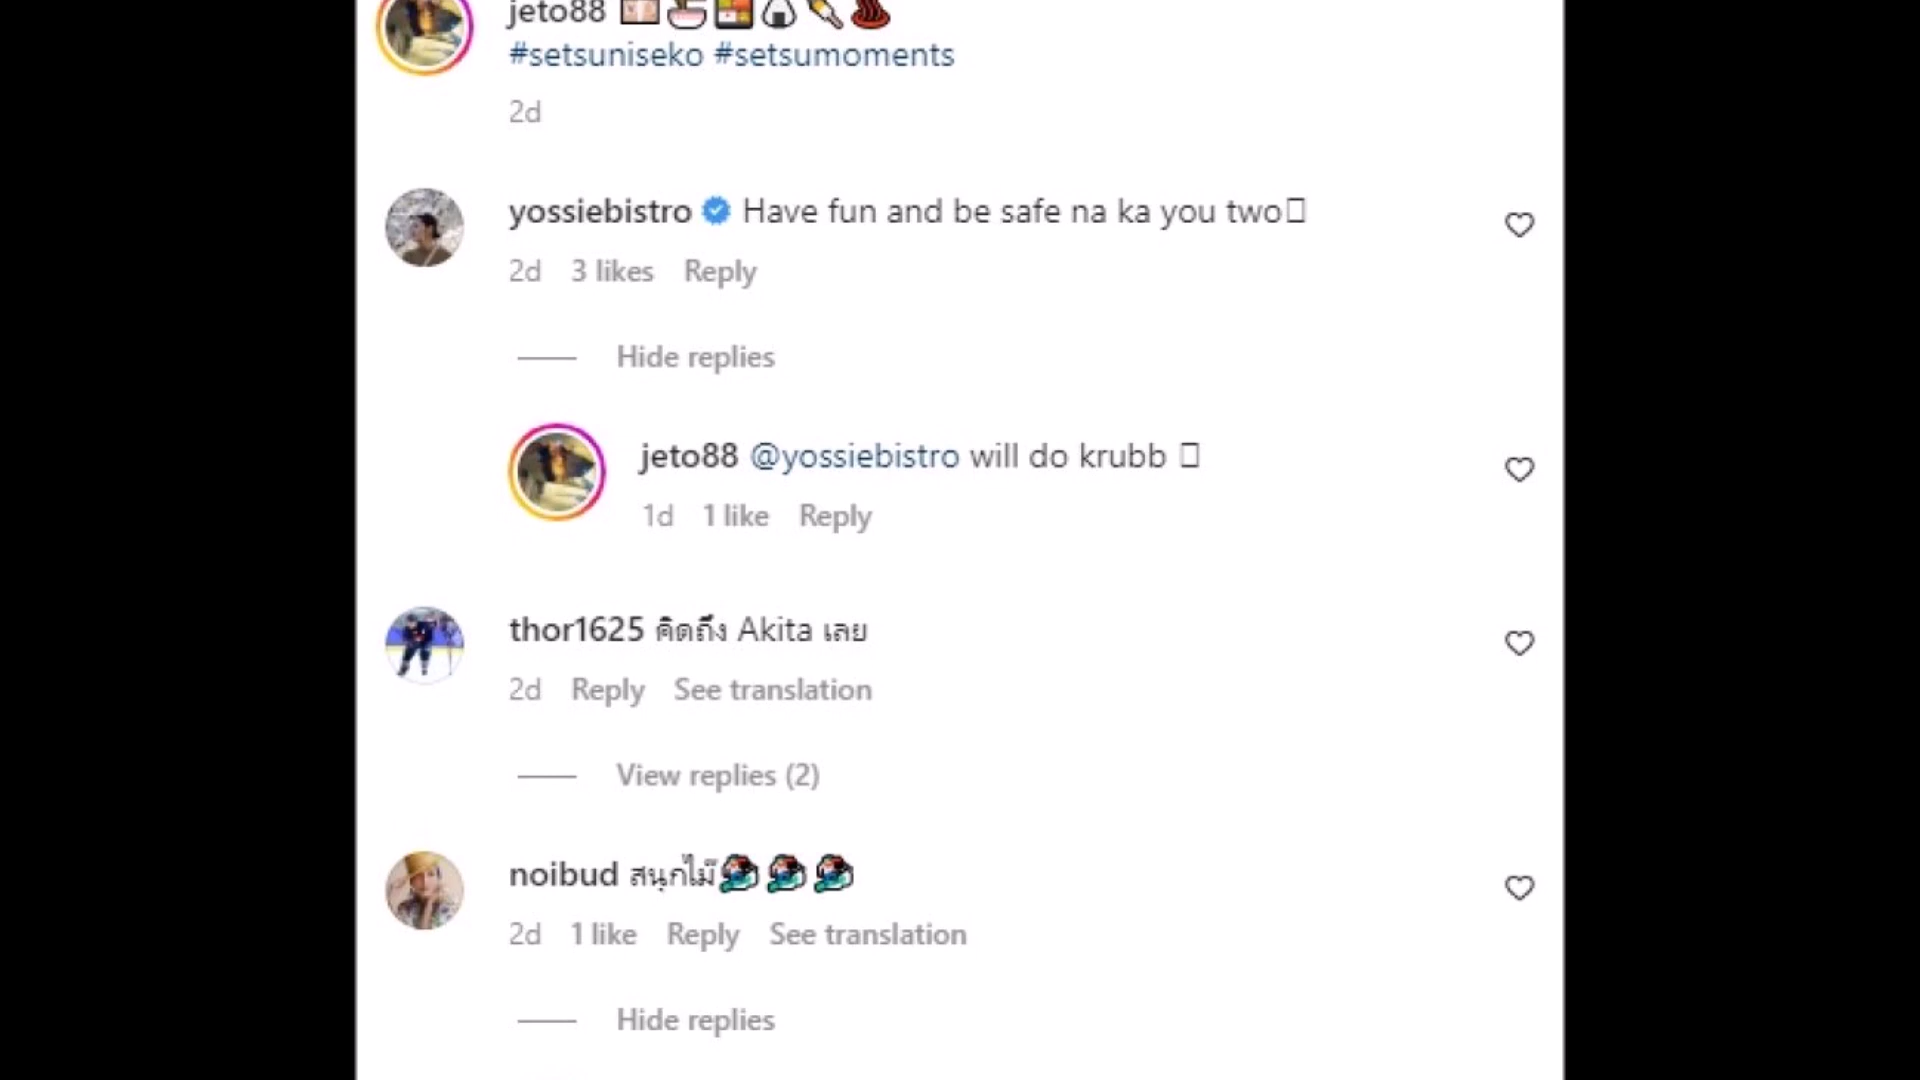 jeto88
#setsuniseko #setsumoments
2d
yossiebistro Have fun and be safe na ka you two
2d 3 likes Reply
Hide replies
jeto88 @yossiebistro will do krubb
1d 1 like Reply
thor1625 คิดถึง Akita เลย
2d Reply See translation
View replies (2)
noibud สนุกไม๊
2d 1 like Reply See translation
Hide replies